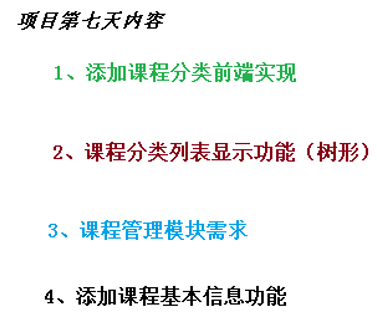 项目第七天内容
1、添加课程分类前端实现
2、课程分类列表显示功能（树形）
3、课程管理模块需求
4、添加课程基本信息功能